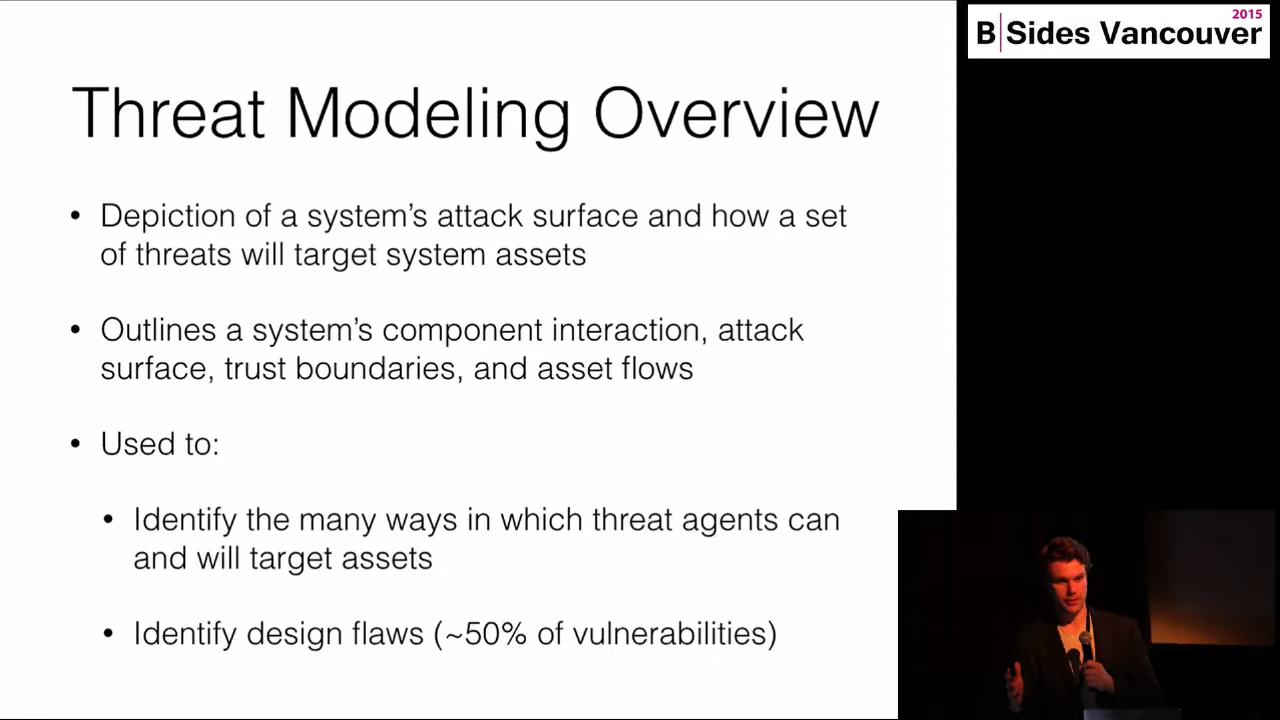 2015
B Sides Vancouver
Threat Modeling Overview
• Depiction of a system’s attack surface and how a set
of threats will target system assets
• Outlines a system’s component interaction, attack
surface, trust boundaries, and asset flows
• Used to:
• Identify the many ways in which threat agents can
and will target assets
• Identify design flaws (~50% of vulnerabilities)